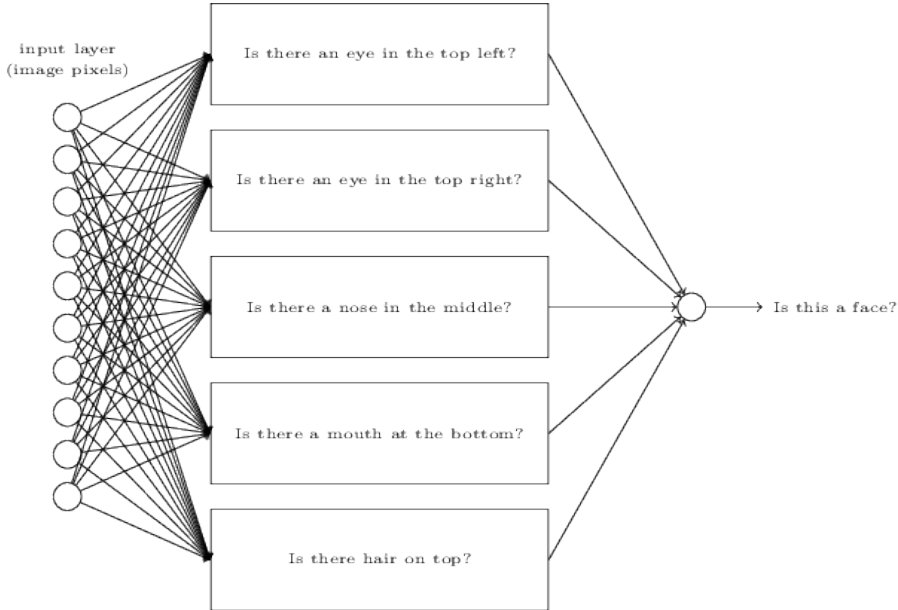 input layer
(image pixels)
Is there an eye in the top left?
Is there an eye in the top right?
Is there a nose in the middle?
Is there a mouth at the bottom?
Is there hair on top?
Is this a face?